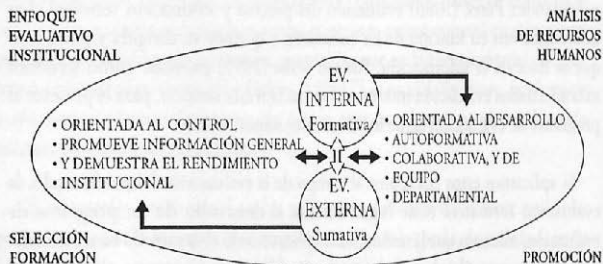 ENFOQUE
EVALUATIVO
INSTITUCIONAL
ANÁLISIS
DE RECURSOS
HUMANOS
EV.
INTERNA
Formativa
• ORIENTADA AL CONTROL
• PROMUEVE INFORMACIÓN GENERAL
• Y DEMUESTRA EL RENDIMIENTO
• INSTITUCIONAL
• ORIENTADA AL DESARROLLO
• AUTOFORMATIVA
• COLABORATIVA, Y DE
• EQUIPO
• DEPARTAMENTAL
EV.
EXTERNA
Sumativa
SELECCIÓN
FORMACIÓN
PROMOCIÓN